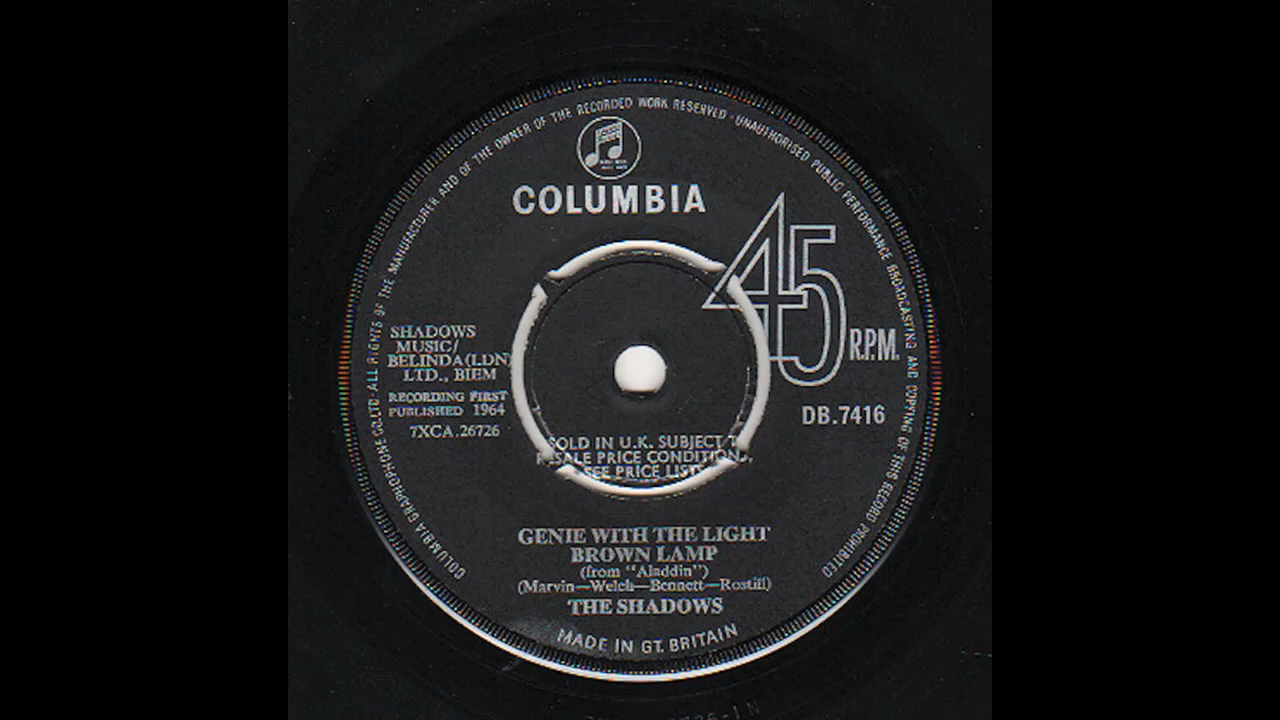 COLUMBIA GRAPHOPHONE CO. LTD·ALL RIGHTS OF THE MANUFACTURER AND OF THE OWNER OF THE RECORDED WORK RESERVED·UNAUTHORISED PUBLIC PERFORMANCE BROADCASTING AND COPYING OF THIS RECORD PROHIBITED
COLUMBIA
45 R.P.M.
SHADOWS
MUSIC/
BELINDA (LDN)
LTD., BIEM
RECORDING FIRST
PUBLISHED 1964
7XCA.26726
DB.7416
SOLD IN U.K. SUBJECT
RESALE PRICE CONDITIONS,
SEE PRICE LISTS
GENIE WITH THE LIGHT
BROWN LAMP
(from "Aladdin")
(Marvin—Welch—Bennett—Rostill)
THE SHADOWS
MADE IN GT. BRITAIN